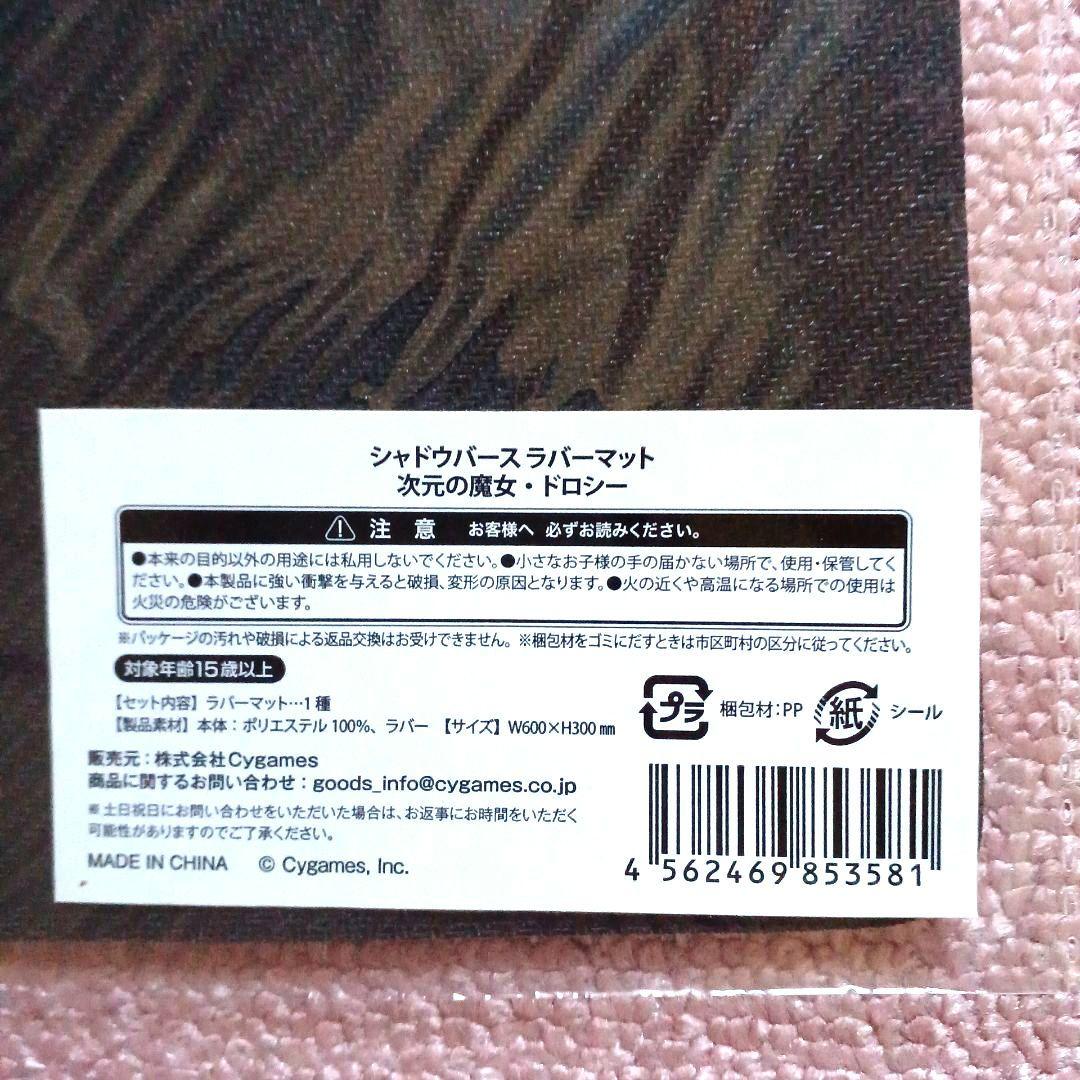 シャドウバース ラバーマット
次元の魔女・ドロシー
注 意 お客様へ 必ずお読みください。
●本来の目的以外の用途には私用しないでください。●小さなお子様の手の届かない場所で、使用・保管してく
ださい。●本製品に強い衝撃を与えると破損、変形の原因となります。●火の近くや高温になる場所での使用は
火災の危険がございます。
※パッケージの汚れや破損による返品交換はお受けできません。※梱包材をゴミにだすときは市区町村の区分に従ってください。
対象年齢15歳以上
【セット内容】ラバーマット…1種
【製品素材】本体：ポリエステル100%、ラバー 【サイズ】W600×H300㎜
プラ 梱包材：PP 紙 シール
販売元：株式会社Cygames
商品に関するお問い合わせ：goods_info@cygames.co.jp
※土日祝日にお問い合わせをいただいた場合は、お返事にお時間をいただく
可能性がありますのでご了承ください。
MADE IN CHINA © Cygames, Inc.
4 562469 853581